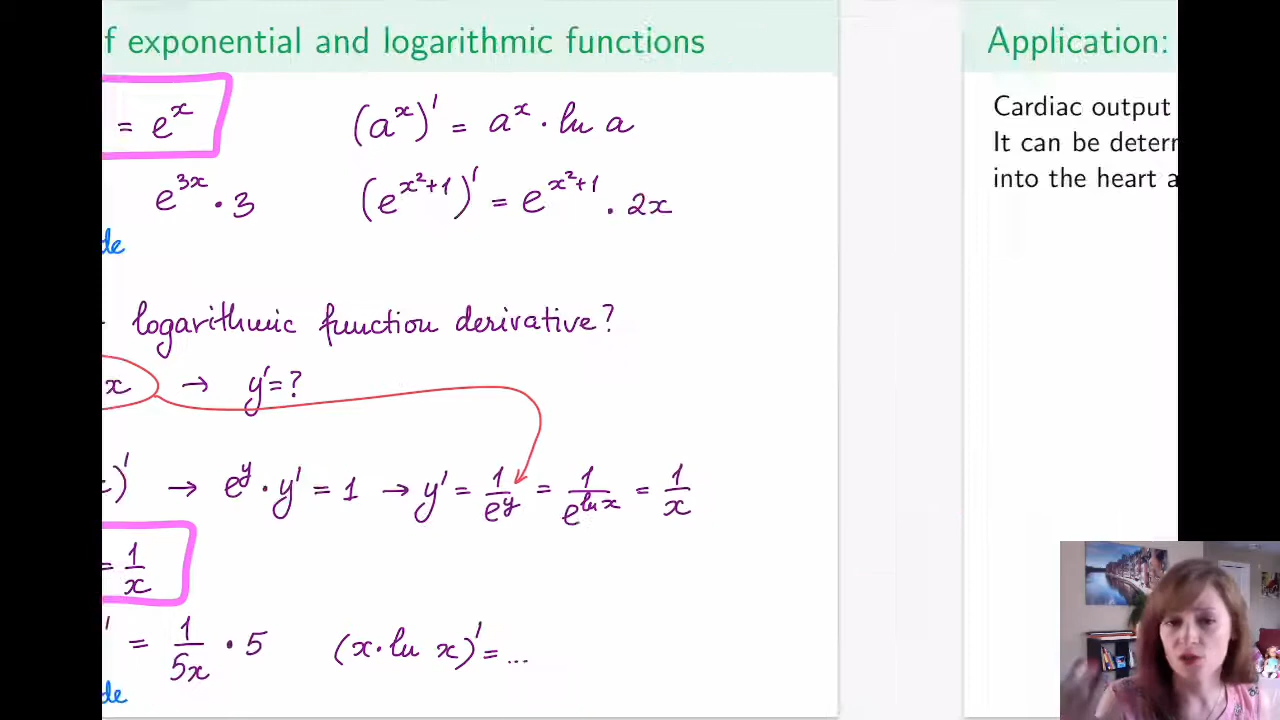 f exponential and logarithmic functions
= e^x
(a^x)' = a^x · ln a
e^{3x} · 3
(e^{x²+1})' = e^{x²+1} · 2x
de
logarithmic function derivative?
x → y' = ?
)' → e^y · y' = 1 → y' = 1/e^y = 1/e^{ln x} = 1/x
= 1/x
' = 1/5x · 5
(x · ln x)' = ...
de
Application:
Cardiac output
It can be deterr
into the heart a